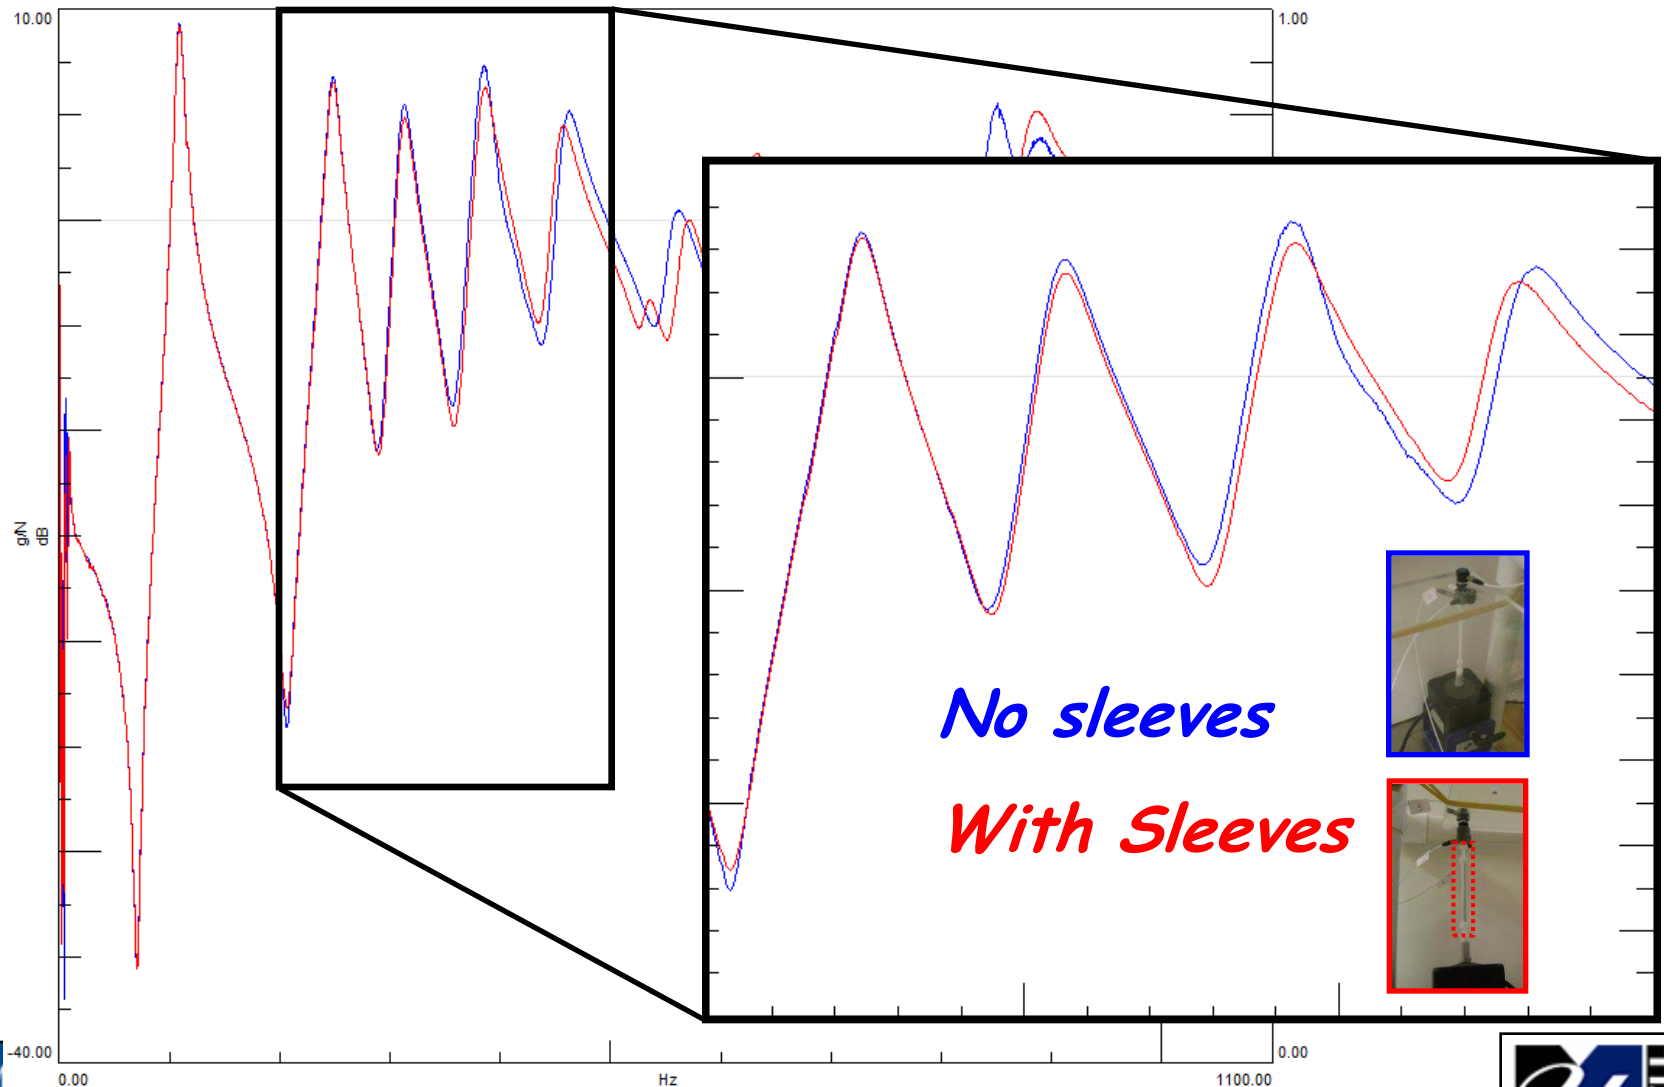 10.00
1.00
g/N
dB
No sleeves
With Sleeves
-40.00
0.00
0.00
Hz
1100.00